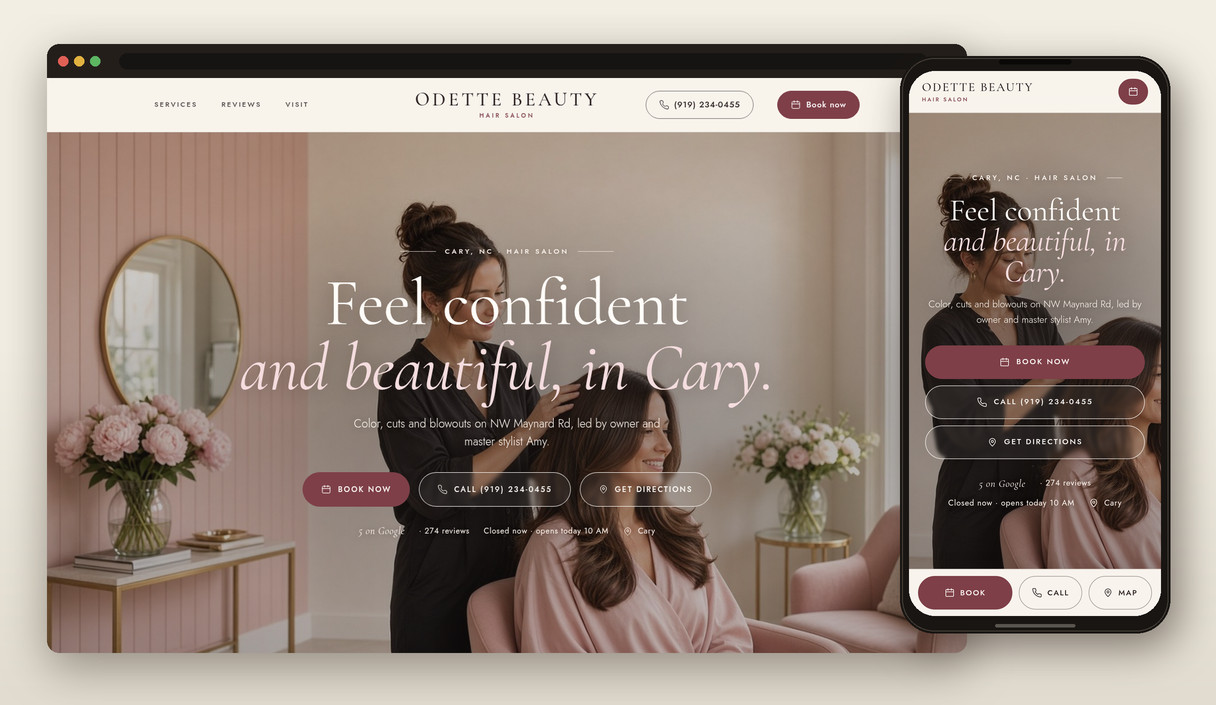 SERVICES
REVIEWS
VISIT
ODETTE BEAUTY
HAIR SALON
(919) 234-0455
Book now
CARY, NC · HAIR SALON
Feel confident
and beautiful, in Cary.
Color, cuts and blowouts on NW Maynard Rd, led by owner and
master stylist Amy.
BOOK NOW
CALL (919) 234-0455
GET DIRECTIONS
5 on Google · 274 reviews Closed now · opens today 10 AM Cary
ODETTE BEAUTY
HAIR SALON
CARY, NC · HAIR SALON
Feel confident
and beautiful, in
Cary.
Color, cuts and blowouts on NW Maynard Rd, led by
owner and master stylist Amy.
BOOK NOW
CALL (919) 234-0455
GET DIRECTIONS
5 on Google · 274 reviews
Closed now · opens today 10 AM Cary
BOOK
CALL
MAP